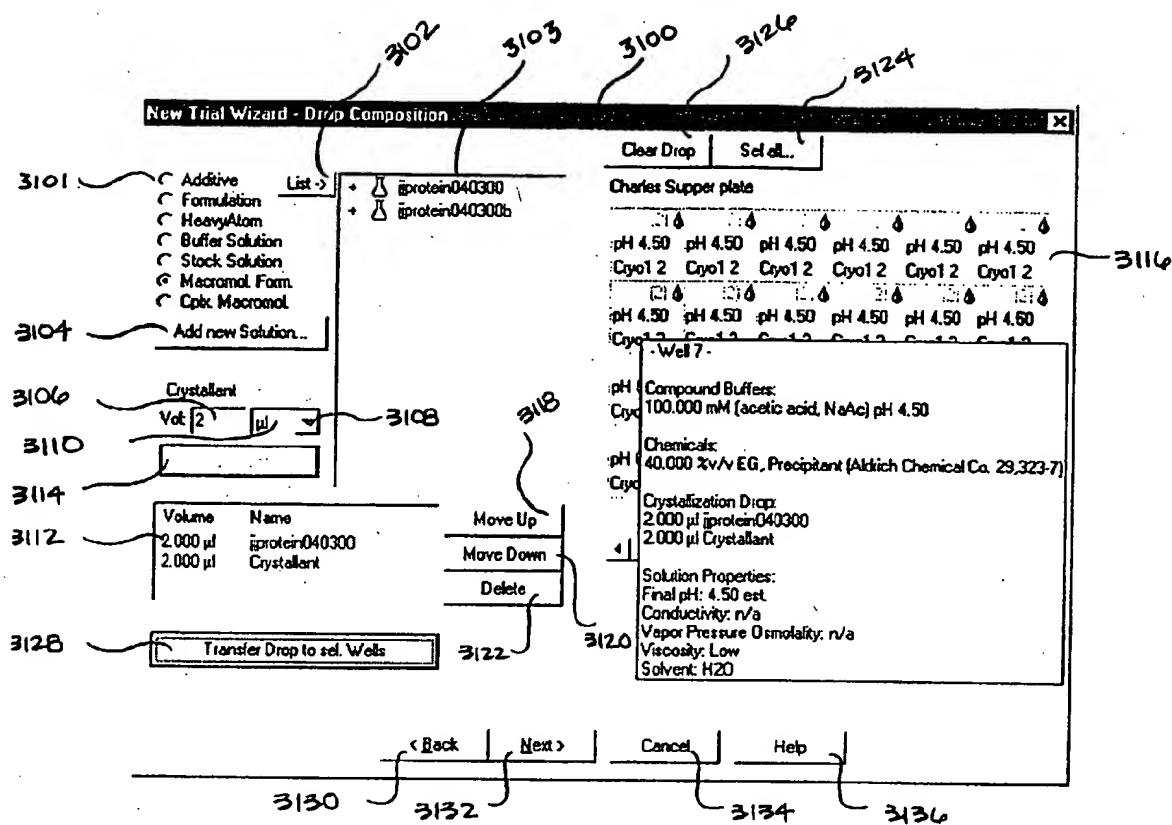 3102
3103
3100
3126
3124
New Trial Wizard - Drop Composition
Clear Drop
Sel all...
3101
Additive
Formulation
HeavyAtom
Buffer Solution
Stock Solution
Macromol. Form.
Cplx. Macromol.
List ->
+ jjprotein040300
+ jjprotein040300b
Charles Supper plate
pH 4.50 pH 4.50 pH 4.50 pH 4.50 pH 4.50 pH 4.50
Cryo1 2 Cryo1 2 Cryo1 2 Cryo1 2 Cryo1 2 Cryo1 2
3116
pH 4.50 pH 4.50 pH 4.50 pH 4.50 pH 4.50 pH 4.50
3104
Add new Solution...
Crystallant
3106
Vol: 2 µl
3108
3110
3114
3118
- Well 7 -
Compound Buffers:
100.000 mM (acetic acid, NaAc) pH 4.50
Chemicals:
40.000 %v/v EG, Precipitant (Aldrich Chemical Co. 29,323-7)
Crystallization Drop:
2.000 µl jjprotein040300
2.000 µl Crystallant
Solution Properties:
Final pH: 4.50 est.
Conductivity: n/a
Vapor Pressure Osmolality: n/a
Viscosity: Low
Solvent: H2O
pH
Cryo
pH
Cryo
3112
Volume Name
2.000 µl jjprotein040300
2.000 µl Crystallant
Move Up
Move Down
Delete
3120
3122
3128
Transfer Drop to sel. Wells
< Back
Next >
Cancel
Help
3130
3132
3134
3136